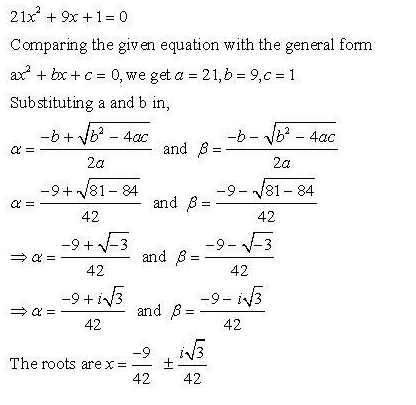 21x² + 9x + 1 = 0
Comparing the given equation with the general form
ax² + bx + c = 0, we get a = 21, b = 9, c = 1
Substituting a and b in,
α = (-b + √(b² - 4ac))/(2a) and β = (-b - √(b² - 4ac))/(2a)
α = (-9 + √(81 - 84))/42 and β = (-9 - √(81 - 84))/42
⇒ α = (-9 + √(-3))/42 and β = (-9 - √(-3))/42
⇒ α = (-9 + i√3)/42 and β = (-9 - i√3)/42
The roots are x = -9/42 ± i√3/42